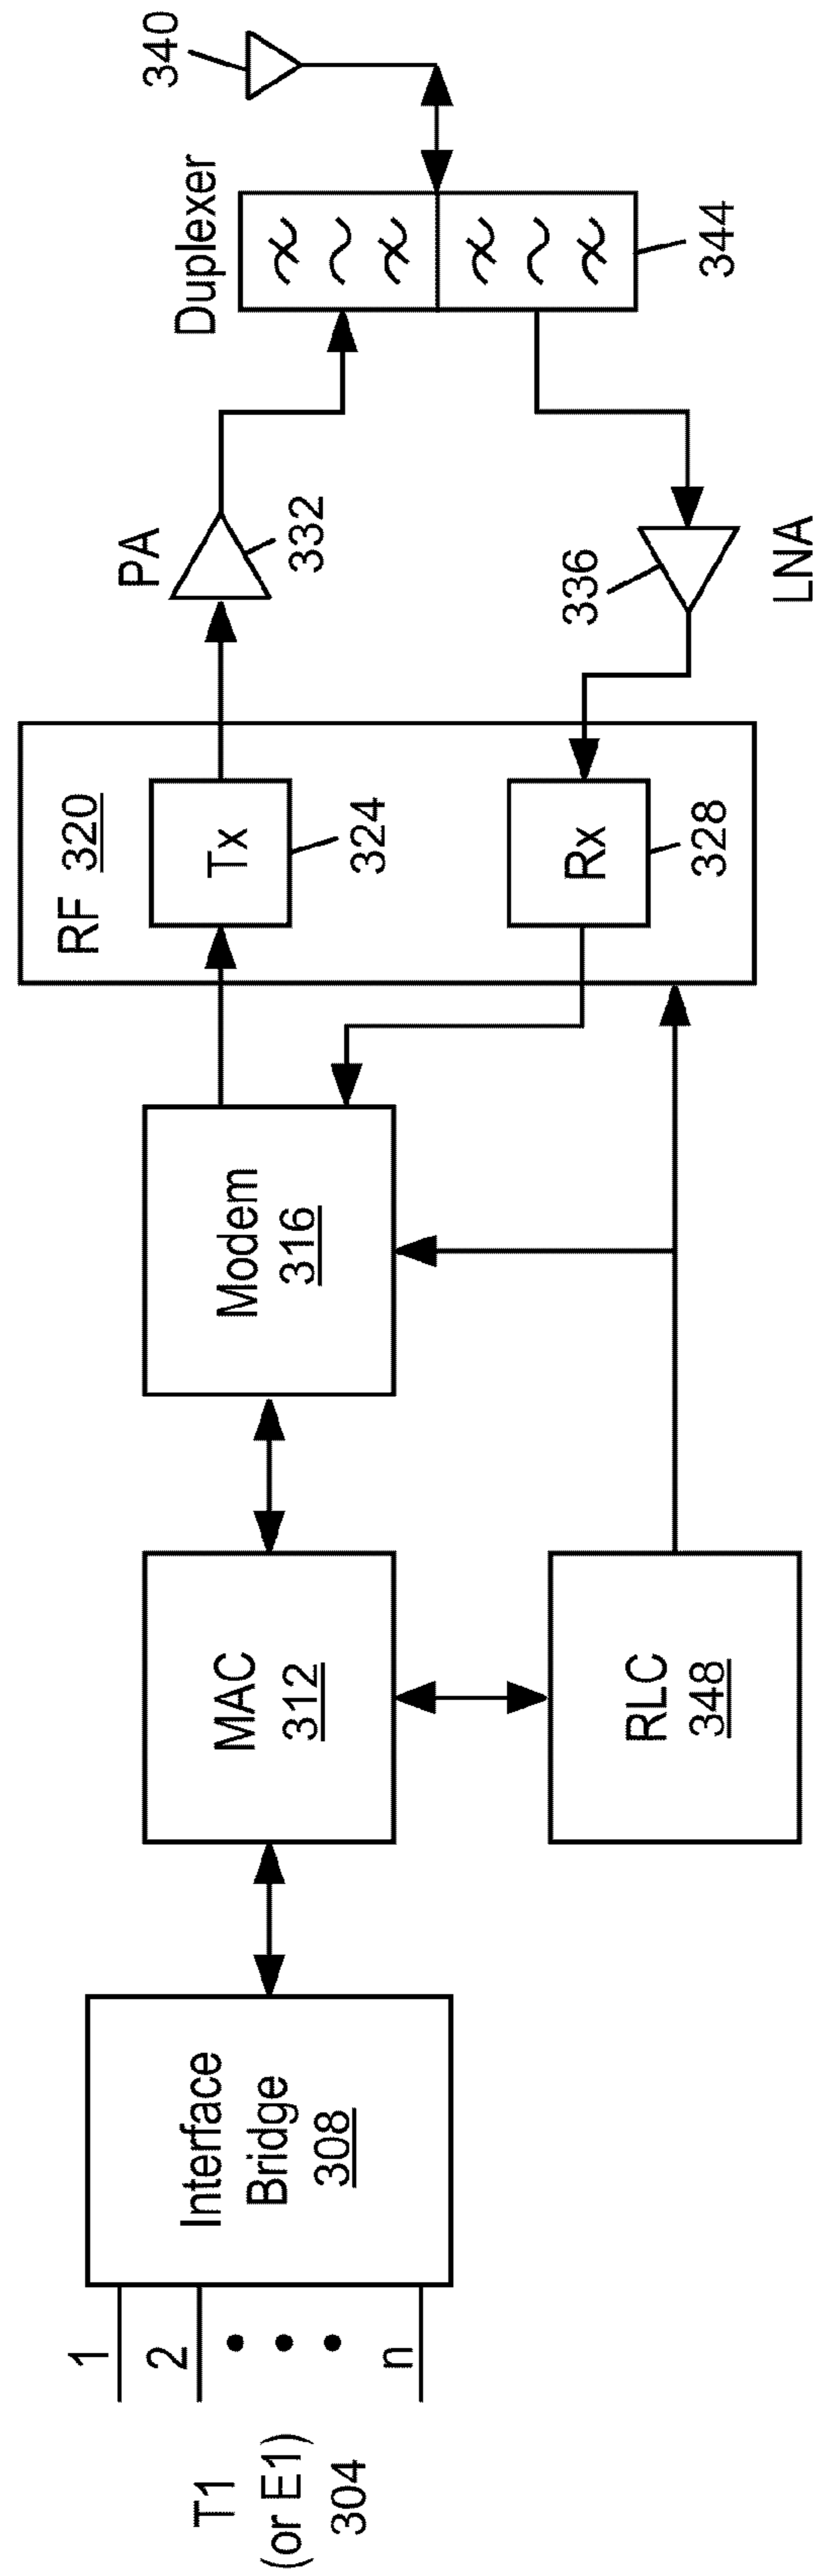 T1
(or E1)
304
1
2
n
Interface
Bridge
308
MAC
312
RLC
348
Modem
316
RF 320
Tx
324
Rx
328
PA
332
336
LNA
Duplexer
344
340